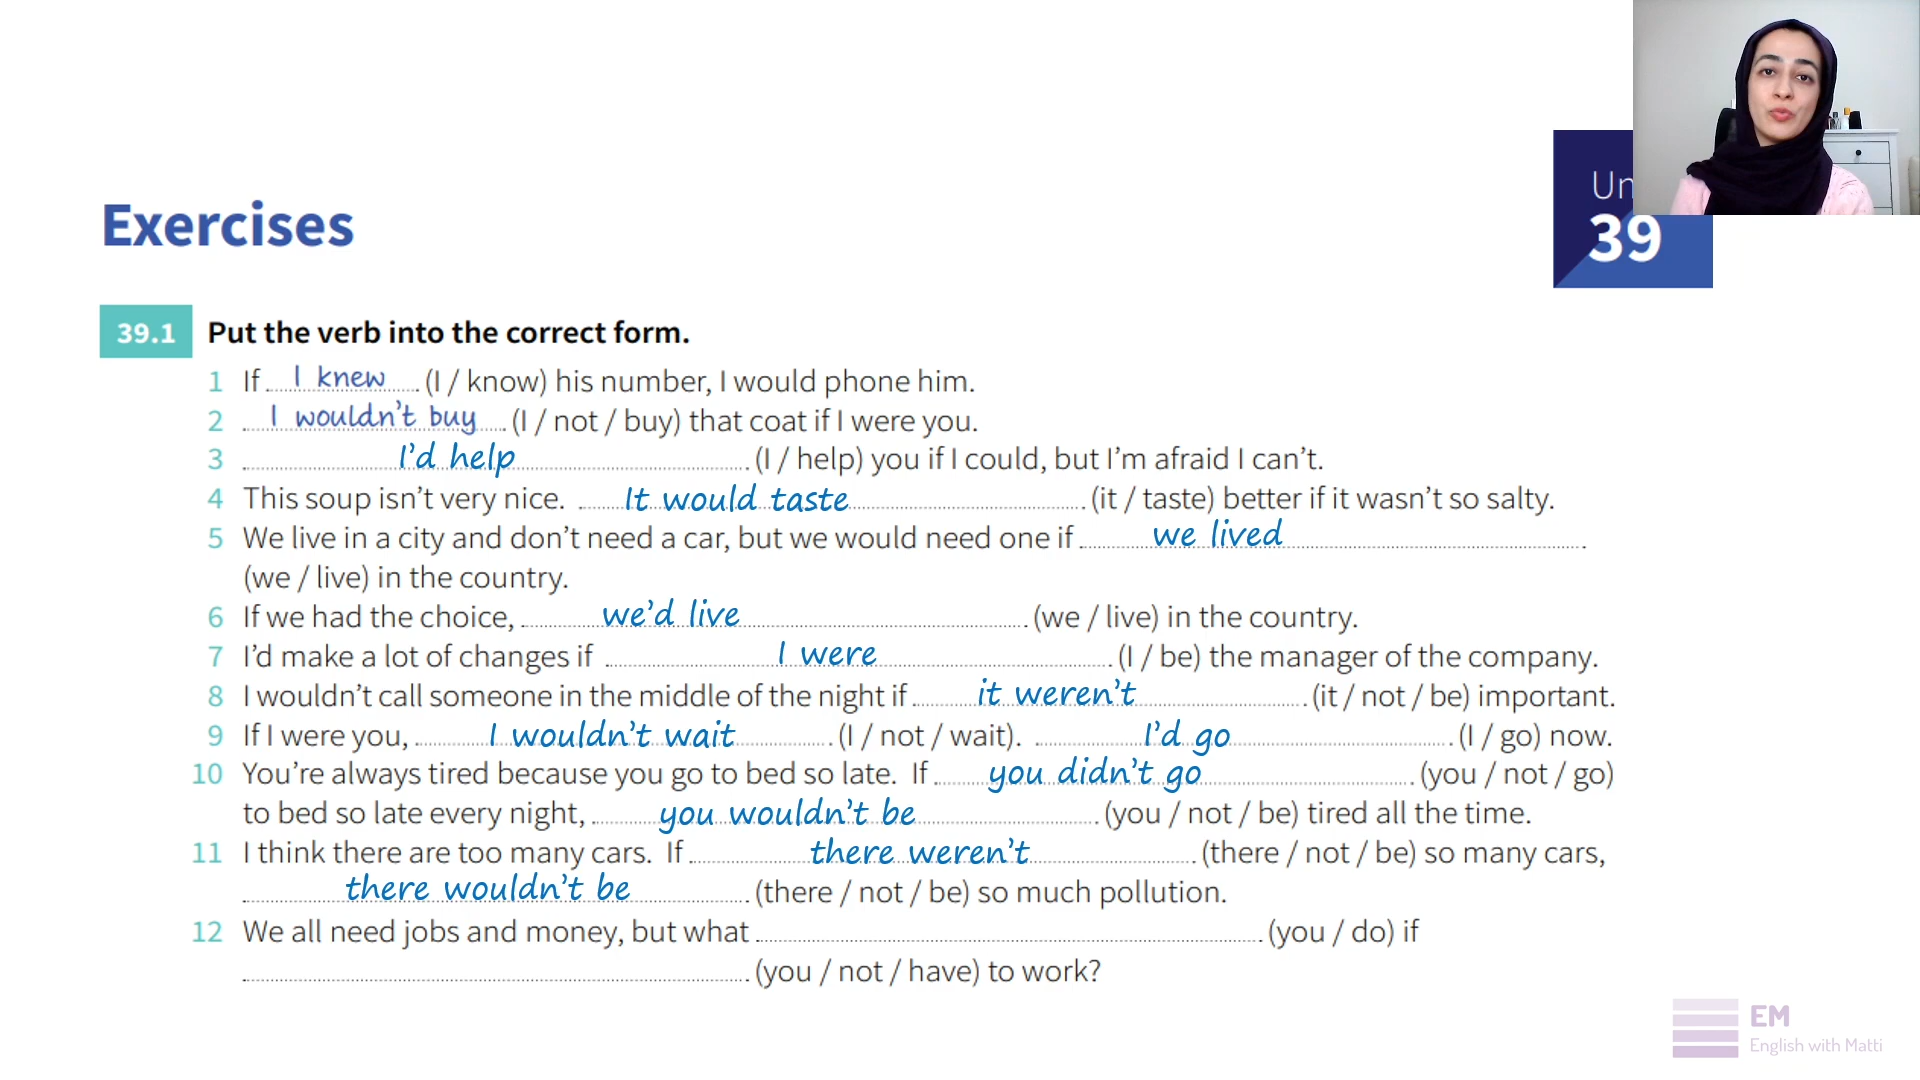 Exercises
Un
39
39.1 Put the verb into the correct form.
1 If I knew (I / know) his number, I would phone him.
2 I wouldn't buy (I / not / buy) that coat if I were you.
3 I'd help (I / help) you if I could, but I'm afraid I can't.
4 This soup isn't very nice. It would taste (it / taste) better if it wasn't so salty.
5 We live in a city and don't need a car, but we would need one if we lived
(we / live) in the country.
6 If we had the choice, we'd live (we / live) in the country.
7 I'd make a lot of changes if I were (I / be) the manager of the company.
8 I wouldn't call someone in the middle of the night if it weren't (it / not / be) important.
9 If I were you, I wouldn't wait (I / not / wait). I'd go (I / go) now.
10 You're always tired because you go to bed so late. If you didn't go (you / not / go)
to bed so late every night, you wouldn't be (you / not / be) tired all the time.
11 I think there are too many cars. If there weren't (there / not / be) so many cars,
there wouldn't be (there / not / be) so much pollution.
12 We all need jobs and money, but what (you / do) if
(you / not / have) to work?
EM
English with Matti